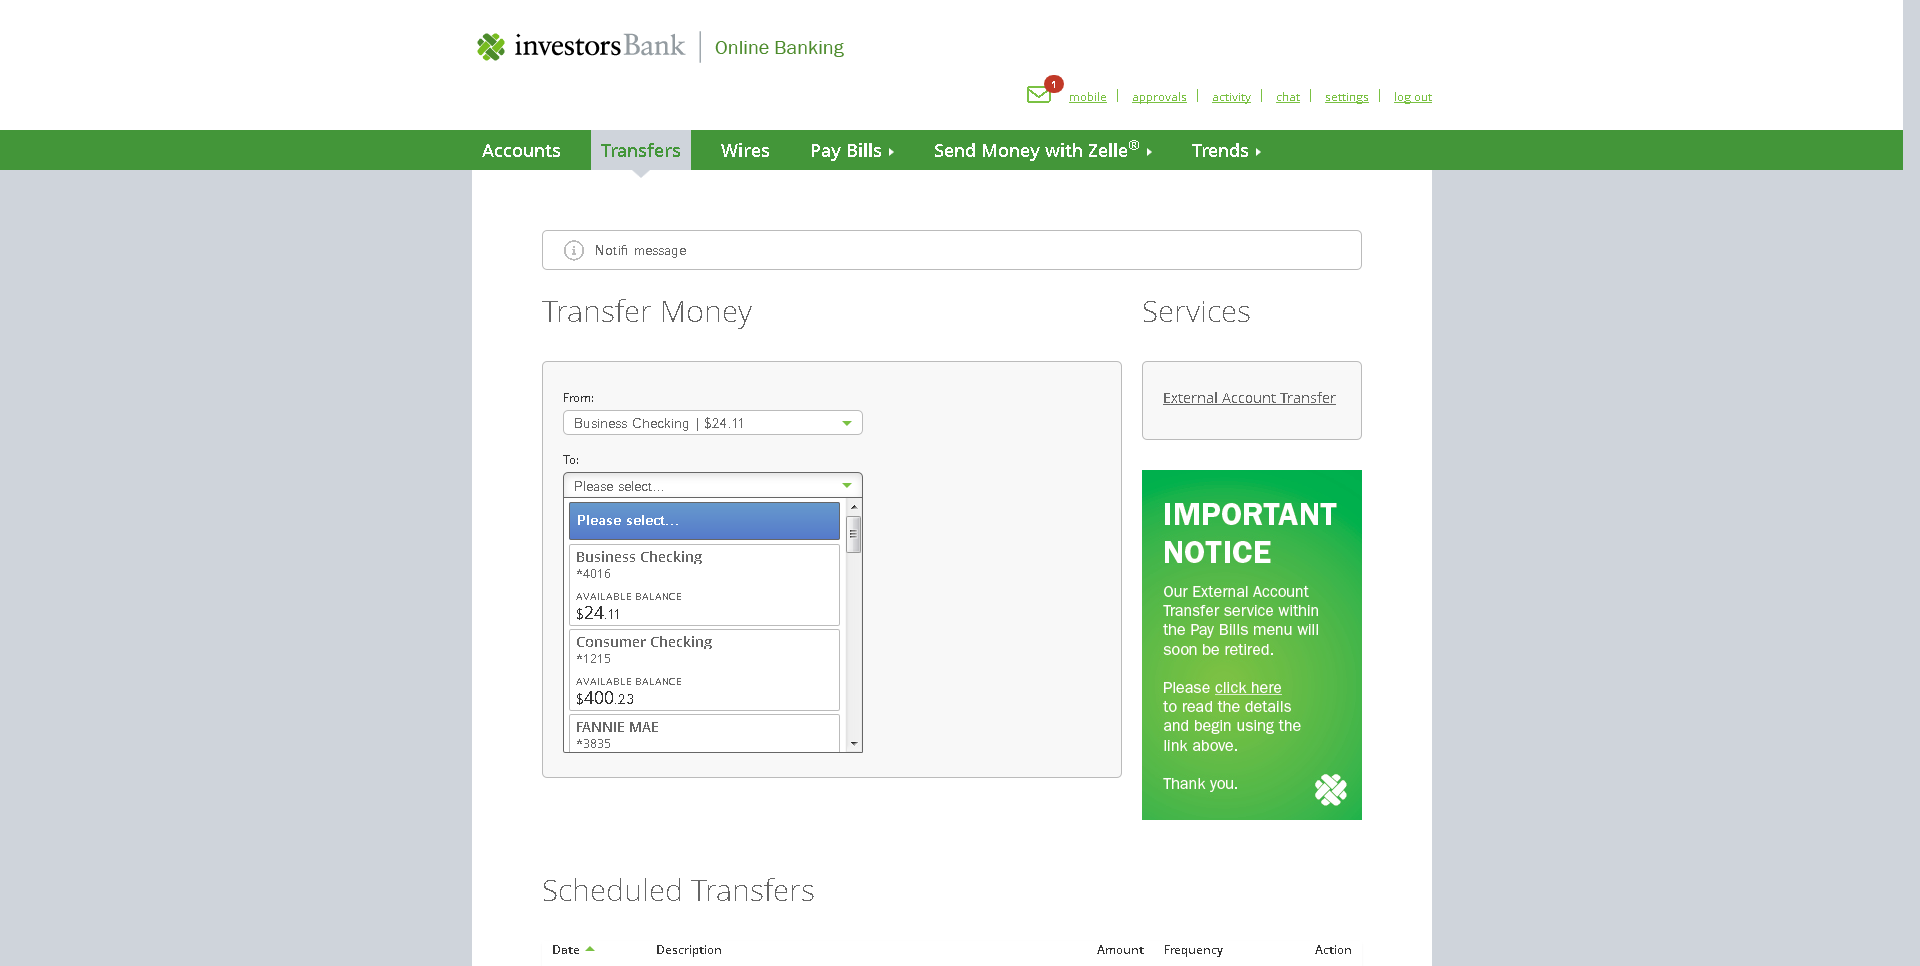 investorsBank | Online Banking
1
mobile | approvals | activity | chat | settings | log out
Accounts Transfers Wires Pay Bills Send Money with Zelle® Trends
Notifi message
Transfer Money
From:
Business Checking | $24.11
To:
Please select...
Please select...
Business Checking
*4016
AVAILABLE BALANCE
$24.11
Consumer Checking
*1215
AVAILABLE BALANCE
$400.23
FANNIE MAE
*3835
Services
External Account Transfer
IMPORTANT
NOTICE
Our External Account
Transfer service within
the Pay Bills menu will
soon be retired.
Please click here
to read the details
and begin using the
link above.
Thank you.
Scheduled Transfers
Date Description Amount Frequency Action